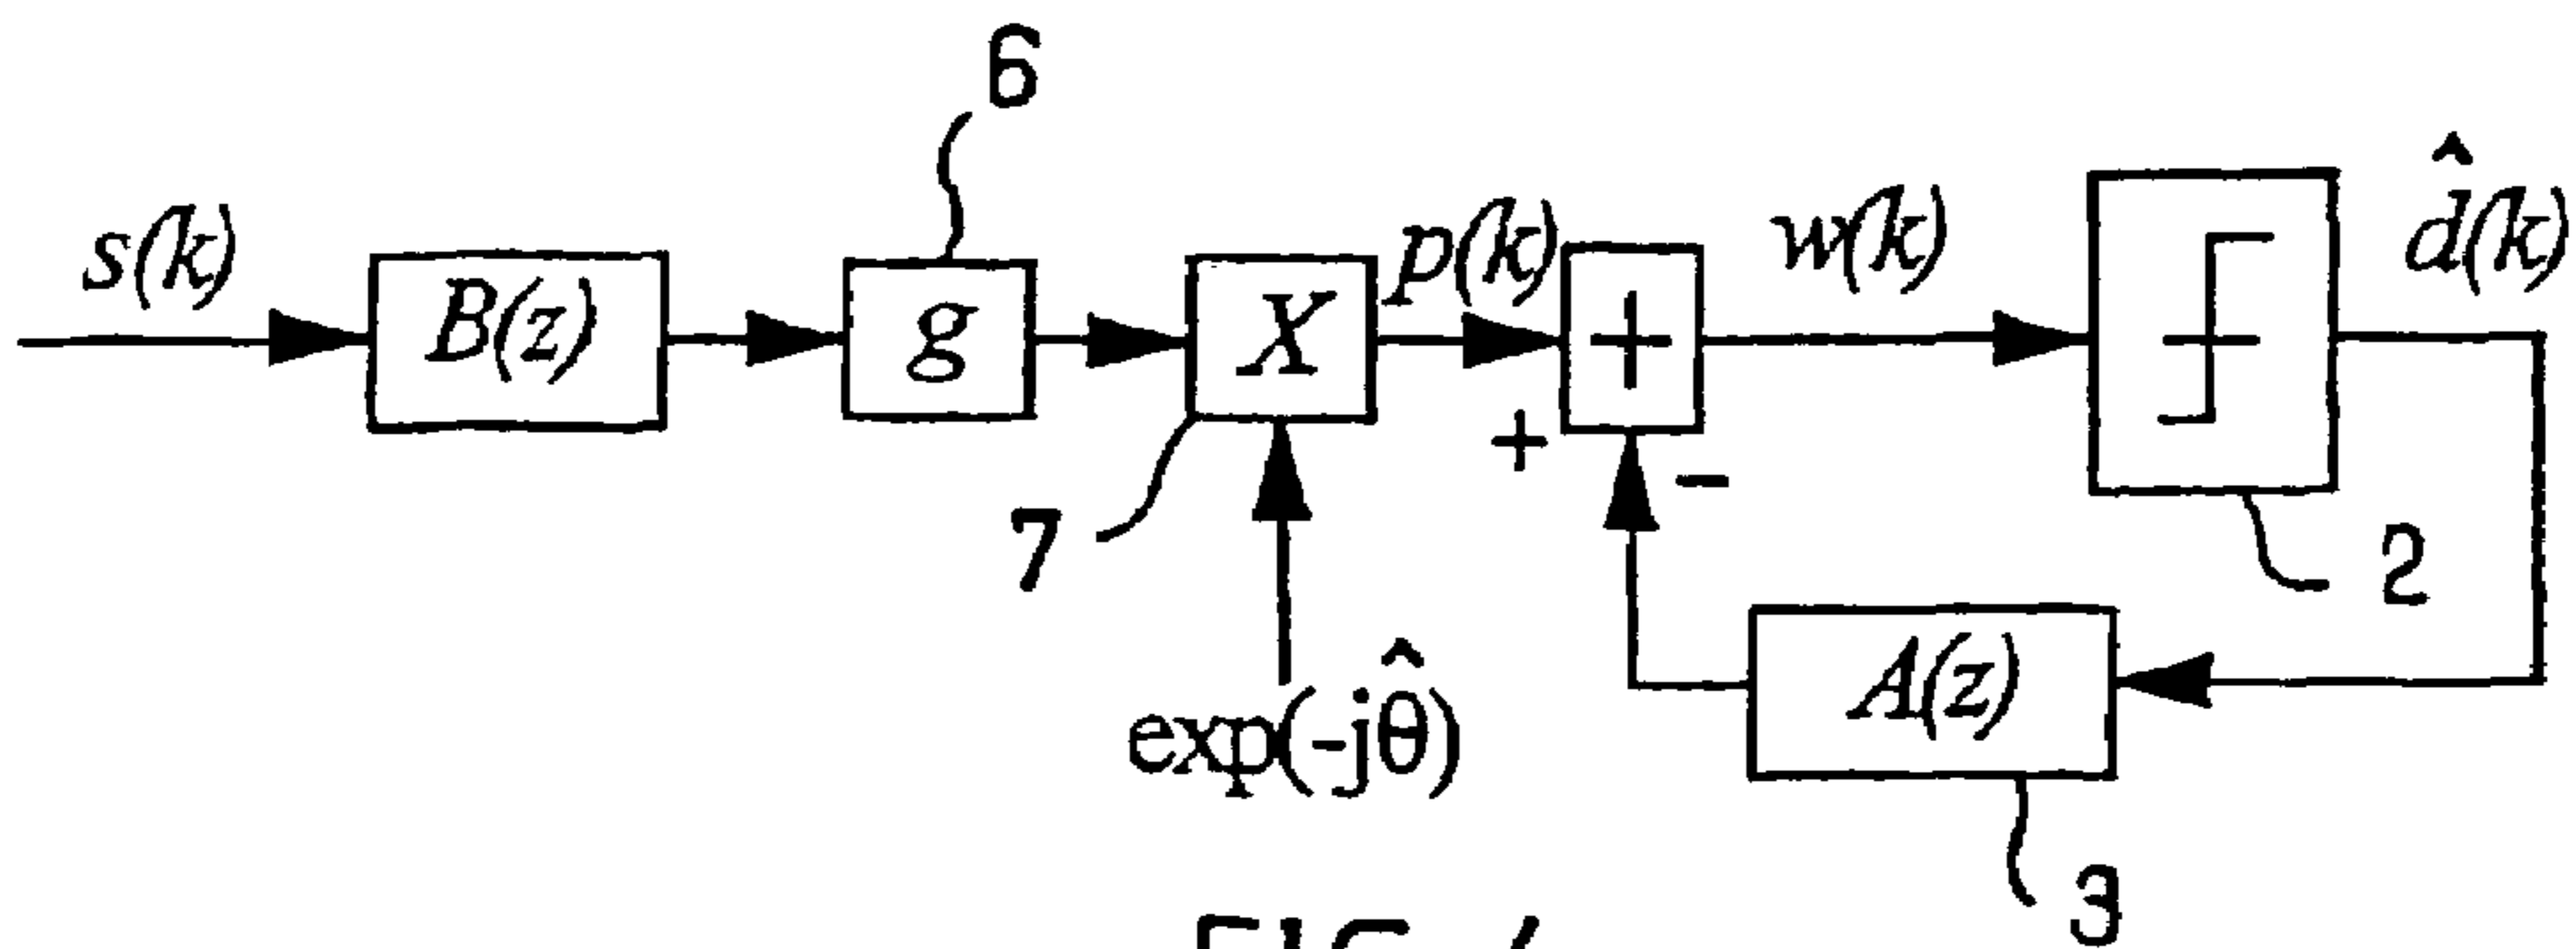 6
s(k)
B(z)
g
X
p(k)
+
w(k)
d̂(k)
+
-
7
2
exp(-jθ̂)
A(z)
3